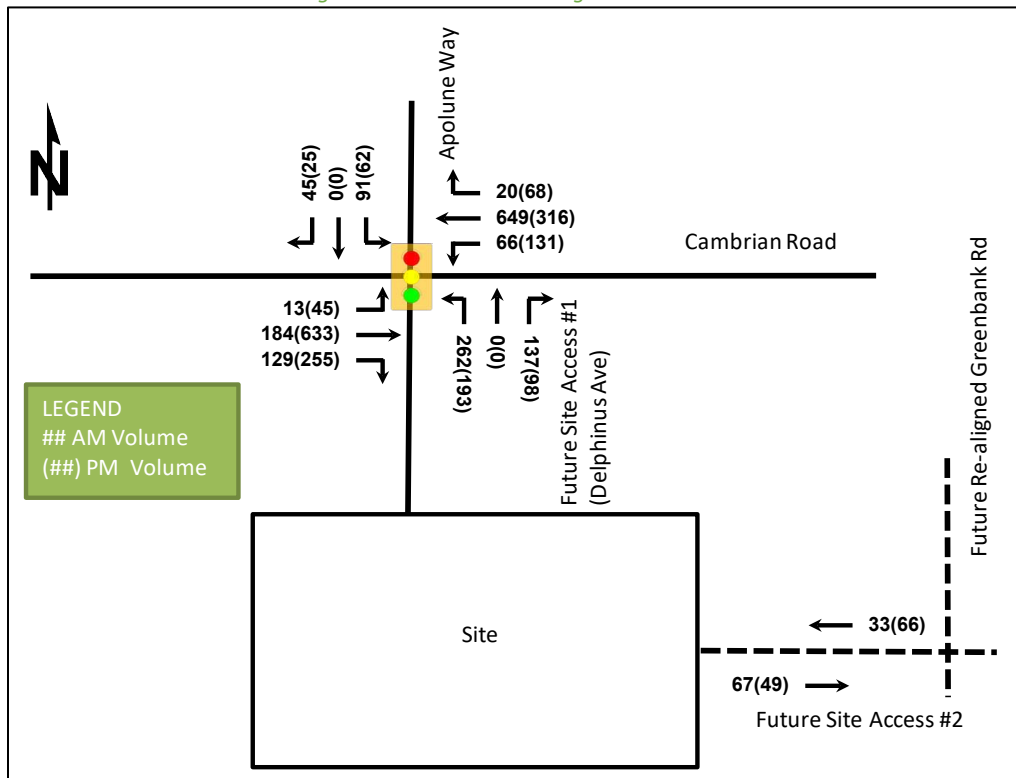 N
Apolune Way
45(25)
0(0)
91(62)
20(68)
649(316)
66(131)
Cambrian Road
13(45)
184(633)
129(255)
262(193)
0(0)
137(98)
Future Site Access #1
(Delphinus Ave)
Future Re-aligned Greenbank Rd
LEGEND
## AM Volume
(##) PM Volume
Site
33(66)
67(49)
Future Site Access #2